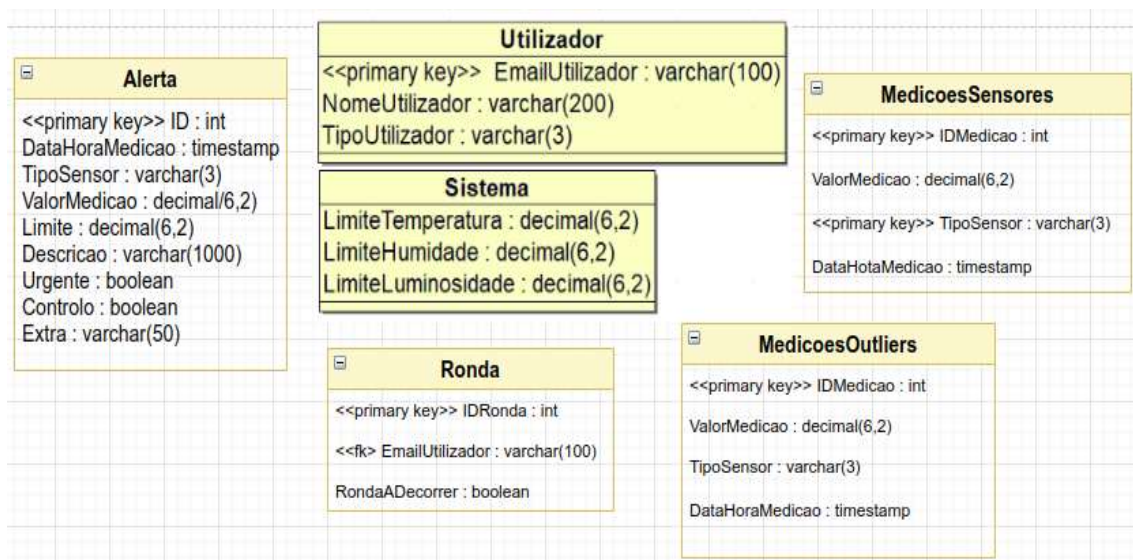 Alerta
<<primary key>> ID : int
DataHoraMedicao : timestamp
TipoSensor : varchar(3)
ValorMedicao : decimal/6,2)
Limite : decimal(6,2)
Descricao : varchar(1000)
Urgente : boolean
Controlo : boolean
Extra : varchar(50)
Utilizador
<<primary key>> EmailUtilizador : varchar(100)
NomeUtilizador : varchar(200)
TipoUtilizador : varchar(3)
Sistema
LimiteTemperatura : decimal(6,2)
LimiteHumidade : decimal(6,2)
LimiteLuminosidade : decimal(6,2)
MedicoesSensores
<<primary key>> IDMedicao : int
ValorMedicao : decimal(6,2)
<<primary key>> TipoSensor : varchar(3)
DataHotaMedicao : timestamp
Ronda
<<primary key>> IDRonda : int
<<fk> EmailUtilizador : varchar(100)
RondaADecorrer : boolean
MedicoesOutliers
<<primary key>> IDMedicao : int
ValorMedicao : decimal(6,2)
TipoSensor : varchar(3)
DataHoraMedicao : timestamp